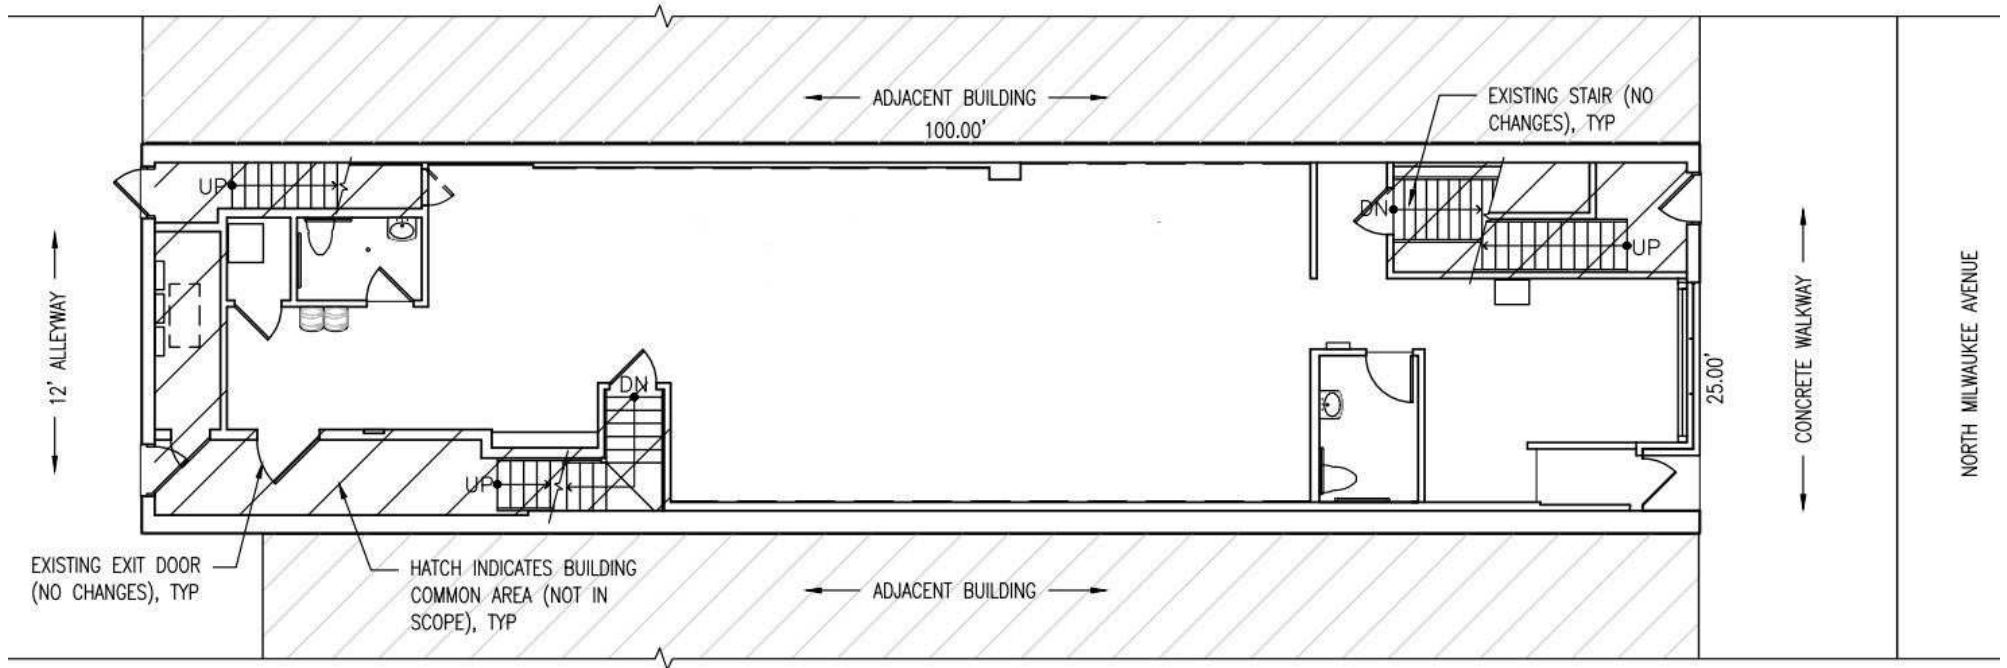 ADJACENT BUILDING
100.00'
EXISTING STAIR (NO
CHANGES), TYP
UP
DN
UP
12' ALLEYWAY
25.00'
CONCRETE WALKWAY
NORTH MILWAUKEE AVENUE
DN
UP
EXISTING EXIT DOOR
(NO CHANGES), TYP
HATCH INDICATES BUILDING
COMMON AREA (NOT IN
SCOPE), TYP
ADJACENT BUILDING